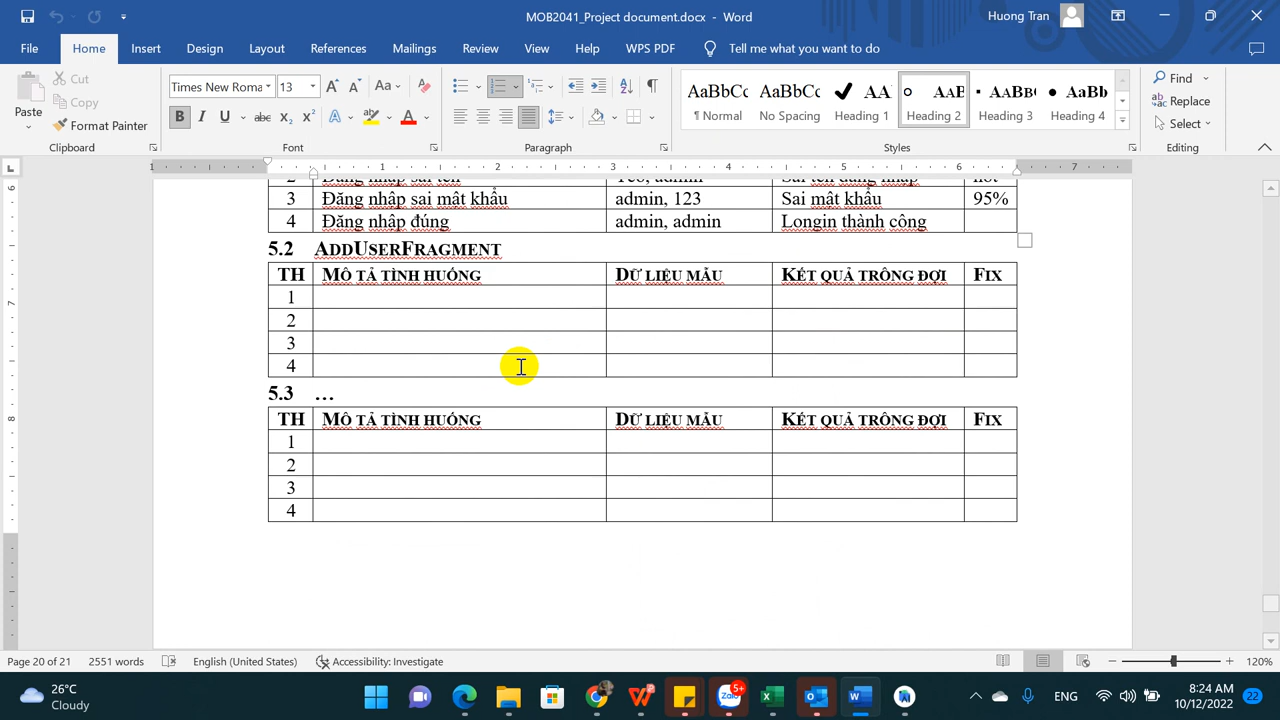 MOB2041_Project document.docx - Word
Huong Tran
File Home Insert Design Layout References Mailings Review View Help WPS PDF Tell me what you want to do
Paste
Cut
Copy
Format Painter
Clipboard
Times New Roma 13
Font
Paragraph
AaBbCc AaBbCc AA AaB AaBb( AaBb
¶ Normal No Spacing Heading 1 Heading 2 Heading 3 Heading 4
Styles
Find
Replace
Select
Editing
3 Đăng nhập sai mật khẩu admin, 123 Sai mật khẩu 95%
4 Đăng nhập đúng admin, admin Longin thành công
5.2 ADDUSERFRAGMENT
TH MÔ TẢ TÌNH HUỐNG DỮ LIỆU MẪU KẾT QUẢ TRÔNG ĐỢI FIX
1
2
3
4
5.3 …
TH MÔ TẢ TÌNH HUỐNG DỮ LIỆU MẪU KẾT QUẢ TRÔNG ĐỢI FIX
1
2
3
4
Page 20 of 21 2551 words English (United States) Accessibility: Investigate 120%
26°C
Cloudy
5+
ENG
8:24 AM
10/12/2022
22